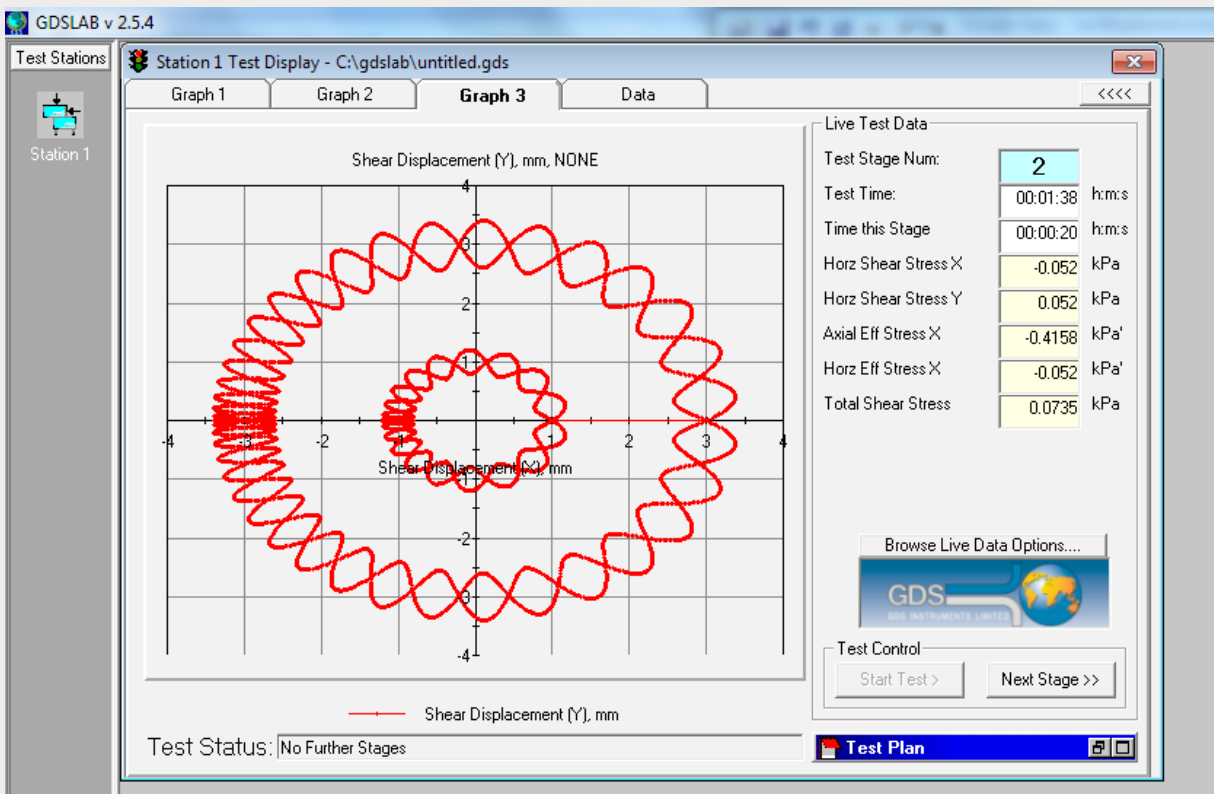 GDSLAB v 2.5.4
Test Stations
Station 1
Station 1 Test Display - C:\gdslab\untitled.gds
Graph 1 Graph 2 Graph 3 Data <<<<
Shear Displacement (Y), mm, NONE
4
3
2
1
-4 -3 -2 -1 1 2 3 4
Shear Displacement (X), mm
-1
-2
-3
-4
Shear Displacement (Y), mm
Test Status: No Further Stages
Live Test Data
Test Stage Num: 2
Test Time: 00:01:38 h:m:s
Time this Stage 00:00:20 h:m:s
Horz Shear Stress X -0.052 kPa
Horz Shear Stress Y 0.052 kPa
Axial Eff Stress X -0.4158 kPa'
Horz Eff Stress X -0.052 kPa'
Total Shear Stress 0.0735 kPa
Browse Live Data Options....
GDS
GDS INSTRUMENTS LIMITED
Test Control
Start Test > Next Stage >>
Test Plan